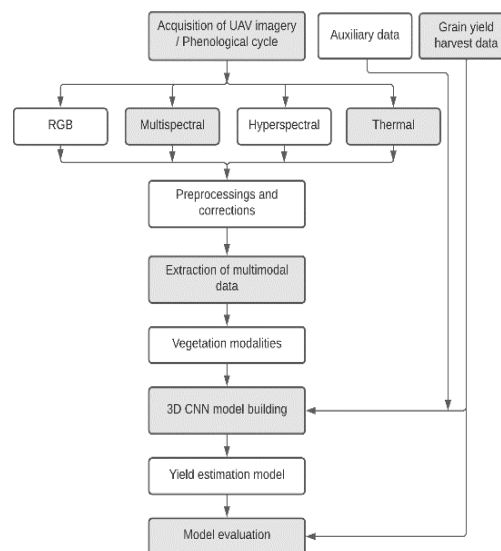 Acquisition of UAV imagery
/ Phenological cycle
Auxiliary data
Grain yield
harvest data
RGB
Multispectral
Hyperspectral
Thermal
Preprocessings and
corrections
Extraction of multimodal
data
Vegetation modalities
3D CNN model building
Yield estimation model
Model evaluation